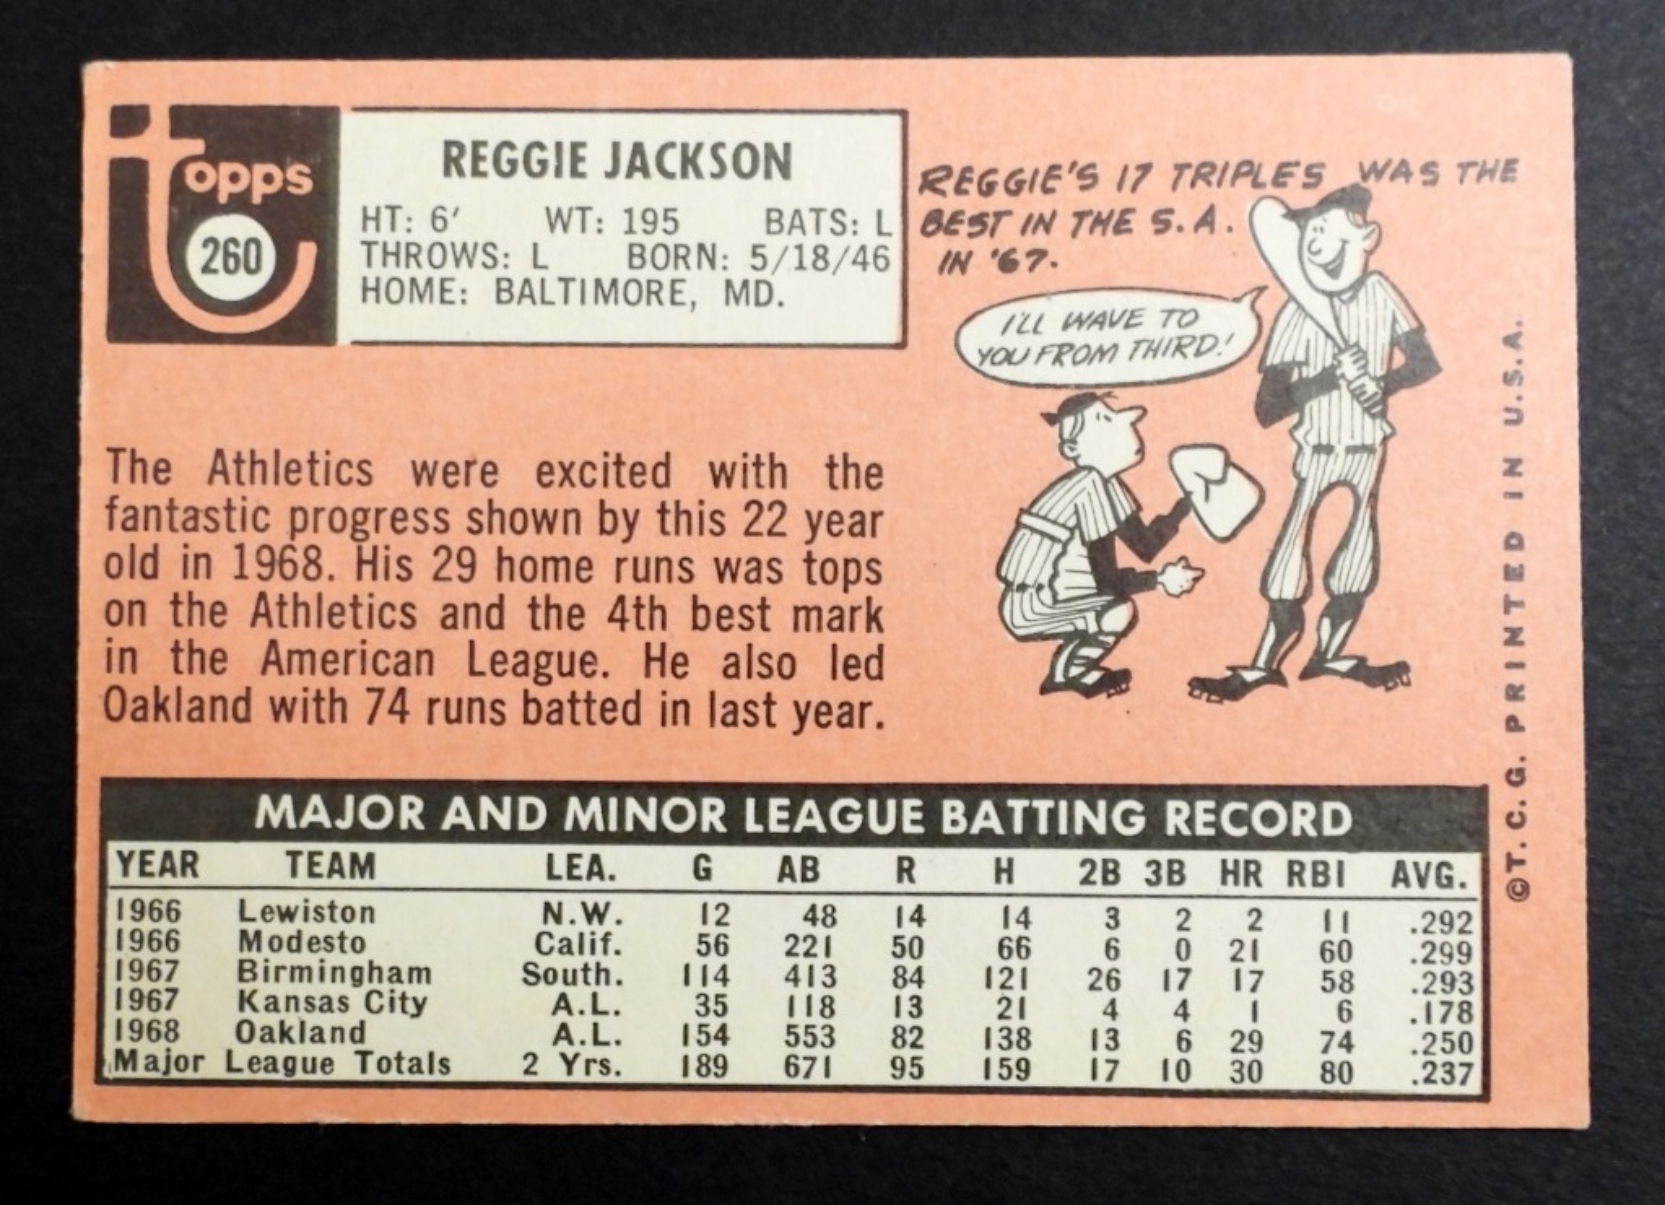 Topps
260
REGGIE JACKSON
HT: 6' WT: 195 BATS: L
THROWS: L BORN: 5/18/46
HOME: BALTIMORE, MD.
REGGIE'S 17 TRIPLES WAS THE
BEST IN THE S.A.
IN '67.
I'LL WAVE TO
YOU FROM THIRD!
The Athletics were excited with the
fantastic progress shown by this 22 year
old in 1968. His 29 home runs was tops
on the Athletics and the 4th best mark
in the American League. He also led
Oakland with 74 runs batted in last year.
MAJOR AND MINOR LEAGUE BATTING RECORD
YEAR TEAM LEA. G AB R H 2B 3B HR RBI AVG.
1966 Lewiston N.W. 12 48 14 14 3 2 2 11 .292
1966 Modesto Calif. 56 221 50 66 6 0 21 60 .299
1967 Birmingham South. 114 413 84 121 26 17 17 58 .293
1967 Kansas City A.L. 35 118 13 21 4 4 1 6 .178
1968 Oakland A.L. 154 553 82 138 13 6 29 74 .250
Major League Totals 2 Yrs. 189 671 95 159 17 10 30 80 .237
©T.C.G. PRINTED IN U.S.A.